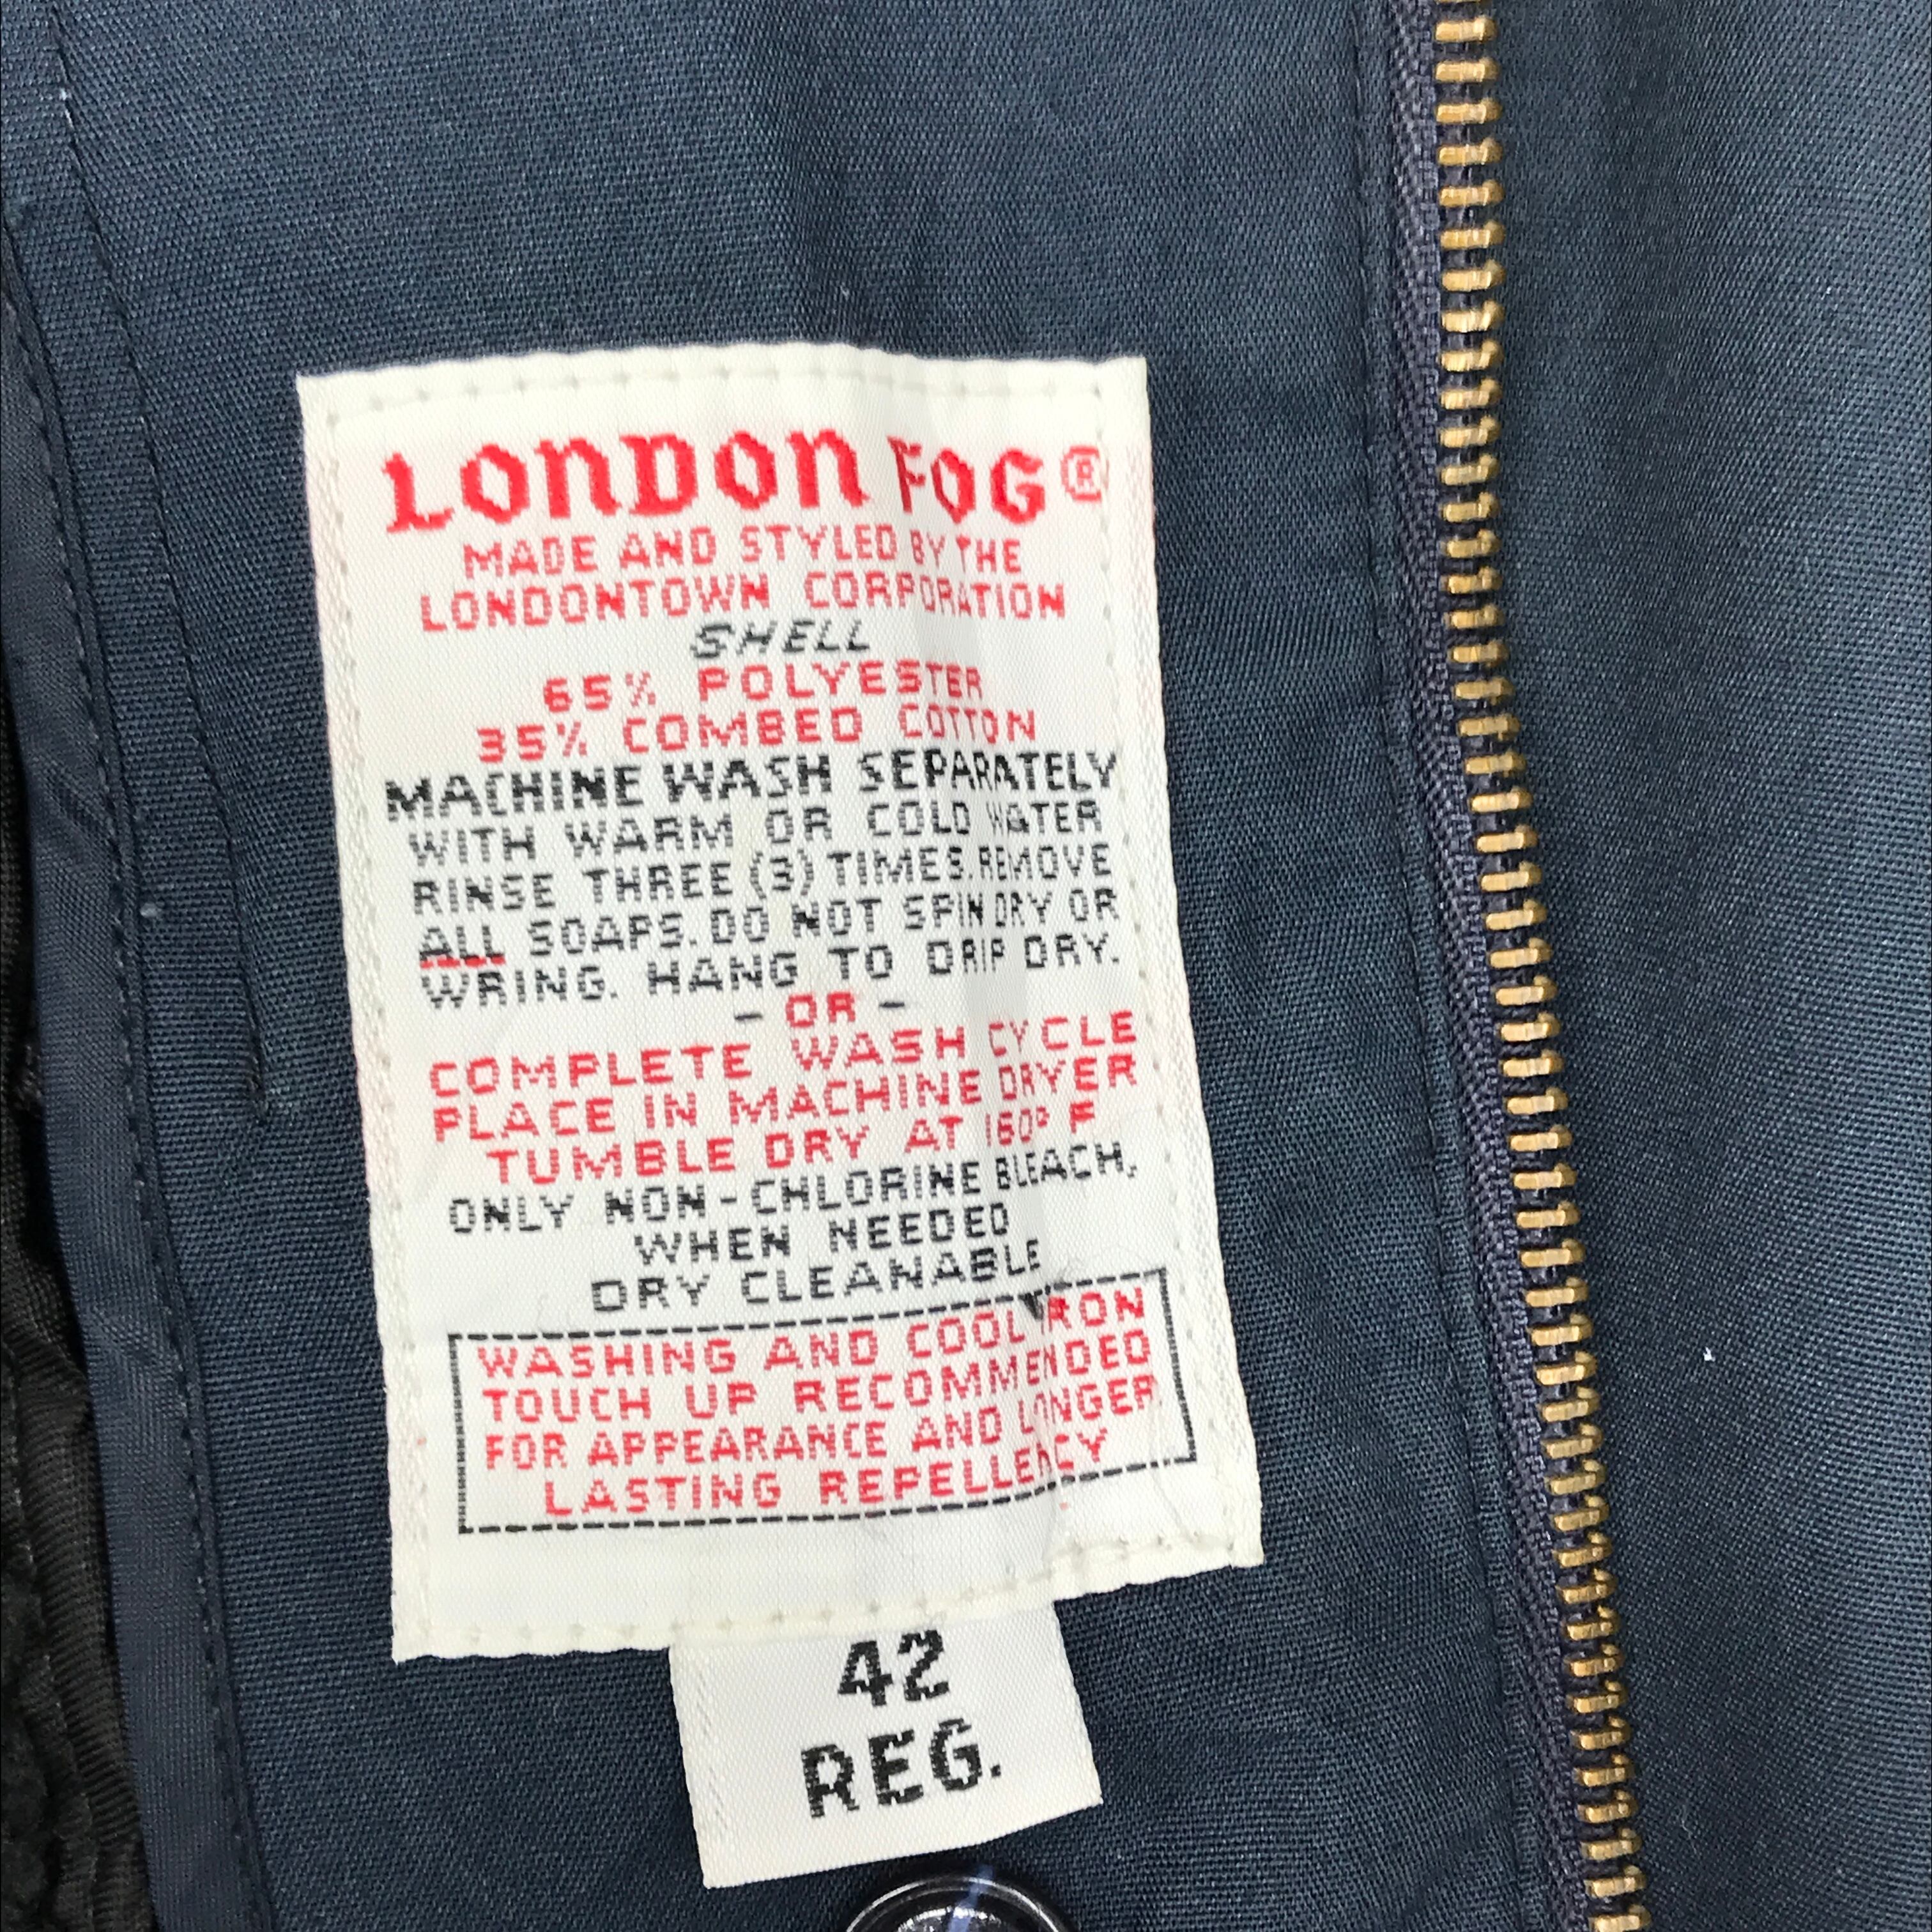 LONDON FOG®
MADE AND STYLED BY THE
LONDONTOWN CORPORATION
SHELL
65% POLYESTER
35% COMBED COTTON
MACHINE WASH SEPARATELY
WITH WARM OR COLD WATER
RINSE THREE (3) TIMES. REMOVE
ALL SOAPS. DO NOT SPIN DRY OR
WRING. HANG TO DRIP DRY.
- OR -
COMPLETE WASH CYCLE
PLACE IN MACHINE DRYER
TUMBLE DRY AT 160° F
ONLY NON-CHLORINE BLEACH,
WHEN NEEDED
DRY CLEANABLE
WASHING AND COOL IRON
TOUCH UP RECOMMENDED
FOR APPEARANCE AND LONGER
LASTING REPELLENCY
42
REG.